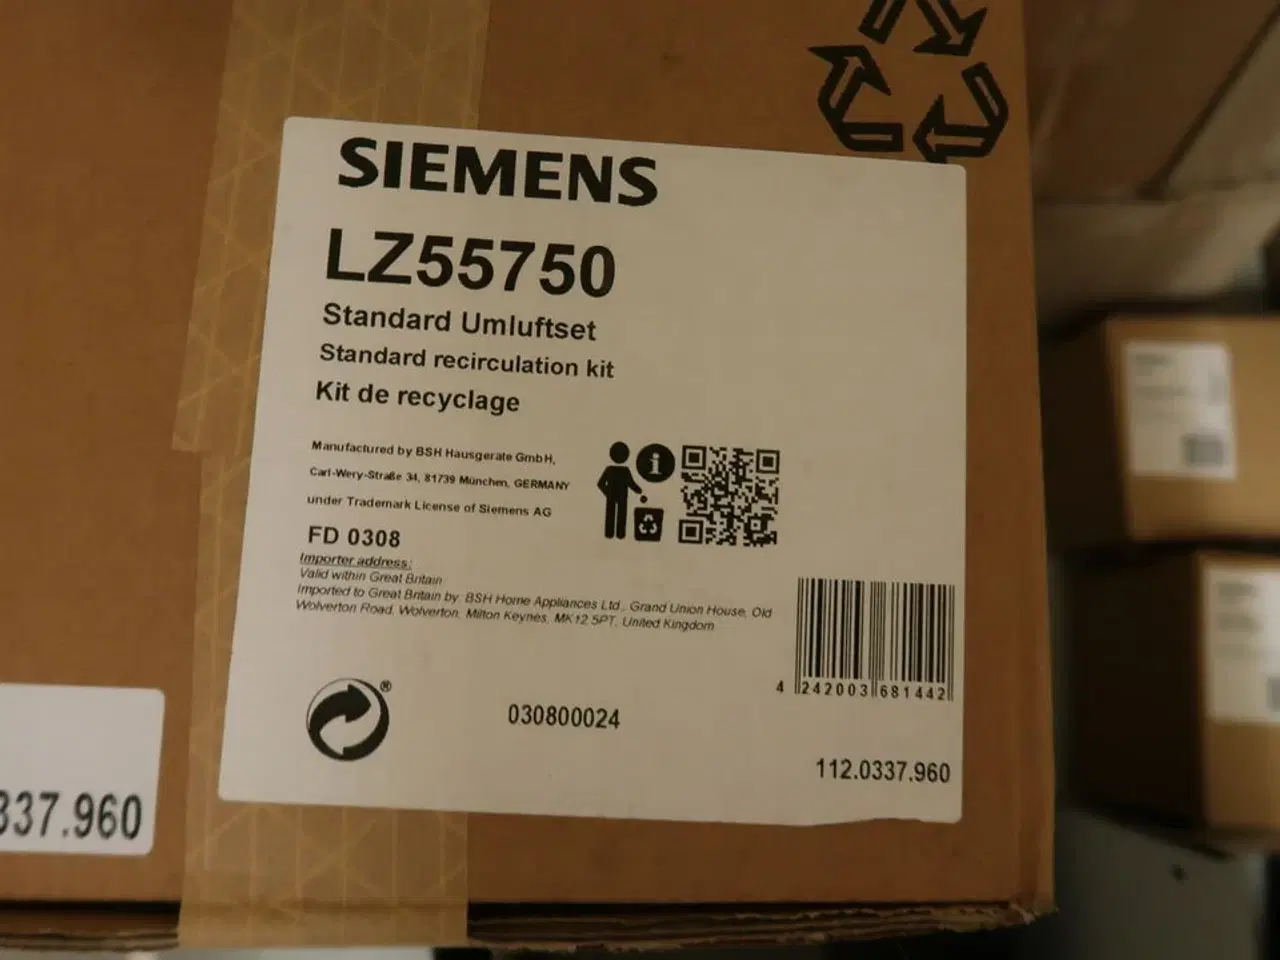 SIEMENS
LZ55750
Standard Umluftset
Standard recirculation kit
Kit de recyclage
Manufactured by BSH Hausgeräte GmbH,
Carl-Wery-Straße 34, 81739 München, GERMANY
under Trademark License of Siemens AG
FD 0308
Importer address:
Valid within Great Britain
Imported to Great Britain by: BSH Home Appliances Ltd., Grand Union House, Old
Wolverton Road, Wolverton, Milton Keynes, MK12 5PT, United Kingdom
4 242003 681442
®
030800024
112.0337.960
337.960